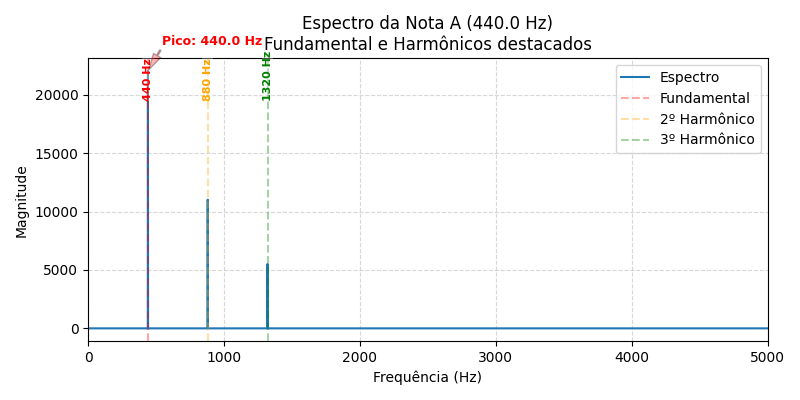 Espectro da Nota A (440.0 Hz)
Fundamental e Harmônicos destacados
Pico: 440.0 Hz
440 Hz
880 Hz
1320 Hz
Espectro
Fundamental
2º Harmônico
3º Harmônico
Magnitude
20000
15000
10000
5000
0
0
1000
2000
3000
4000
5000
Frequência (Hz)